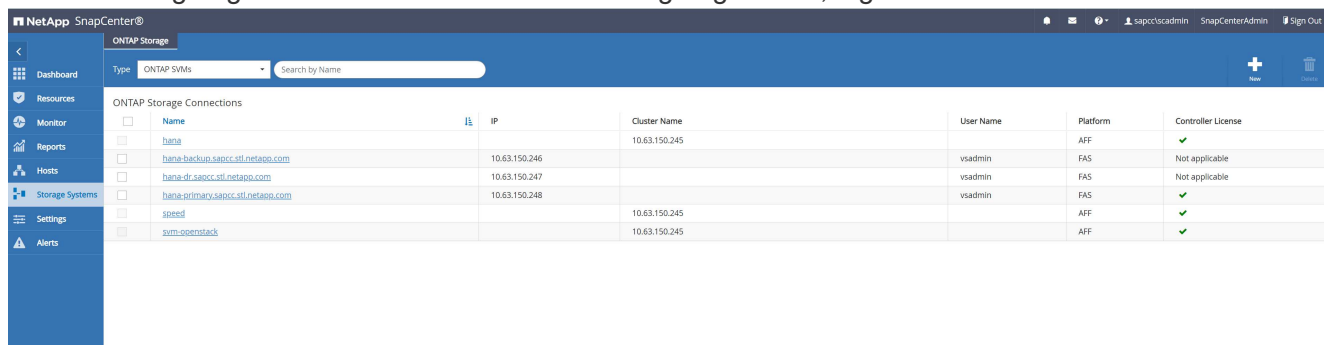 NetApp SnapCenter®
sapcc\scadmin SnapCenterAdmin Sign Out
ONTAP Storage
Type ONTAP SVMs Search by Name
New Delete
Dashboard
Resources
Monitor
Reports
Hosts
Storage Systems
Settings
Alerts
ONTAP Storage Connections
Name IP Cluster Name User Name Platform Controller License
hana 10.63.150.245 AFF
hana-backup.sapcc.stl.netapp.com 10.63.150.246 vsadmin FAS Not applicable
hana-dr.sapcc.stl.netapp.com 10.63.150.247 vsadmin FAS Not applicable
hana-primary.sapcc.stl.netapp.com 10.63.150.248 vsadmin FAS
speed 10.63.150.245 AFF
svm-openstack 10.63.150.245 AFF